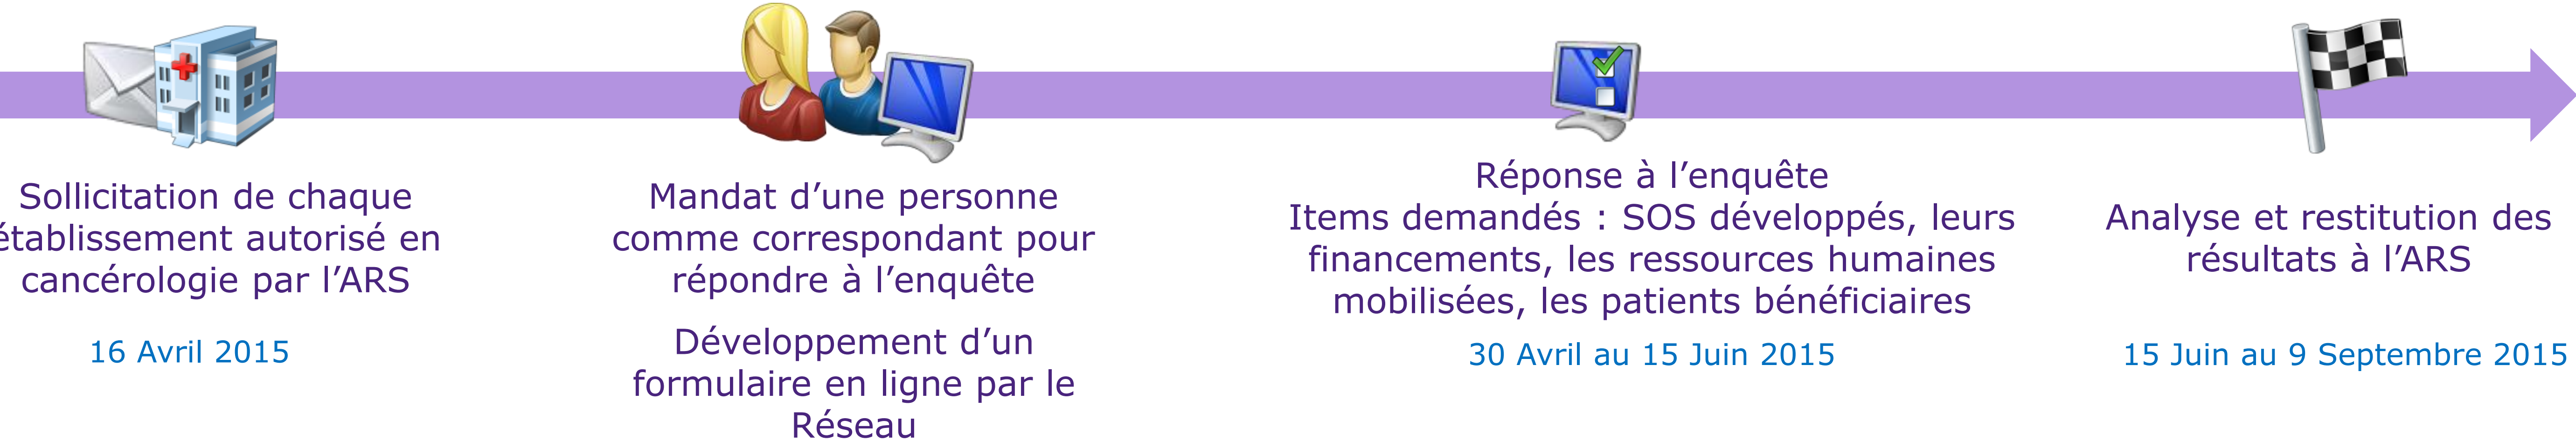 Sollicitation de chaque
établissement autorisé en
cancérologie par l’ARS
16 Avril 2015
Mandat d’une personne
comme correspondant pour
répondre à l’enquête
Développement d’un
formulaire en ligne par le
Réseau
Réponse à l’enquête
Items demandés : SOS développés, leurs
financements, les ressources humaines
mobilisées, les patients bénéficiaires
30 Avril au 15 Juin 2015
Analyse et restitution des
résultats à l’ARS
15 Juin au 9 Septembre 2015